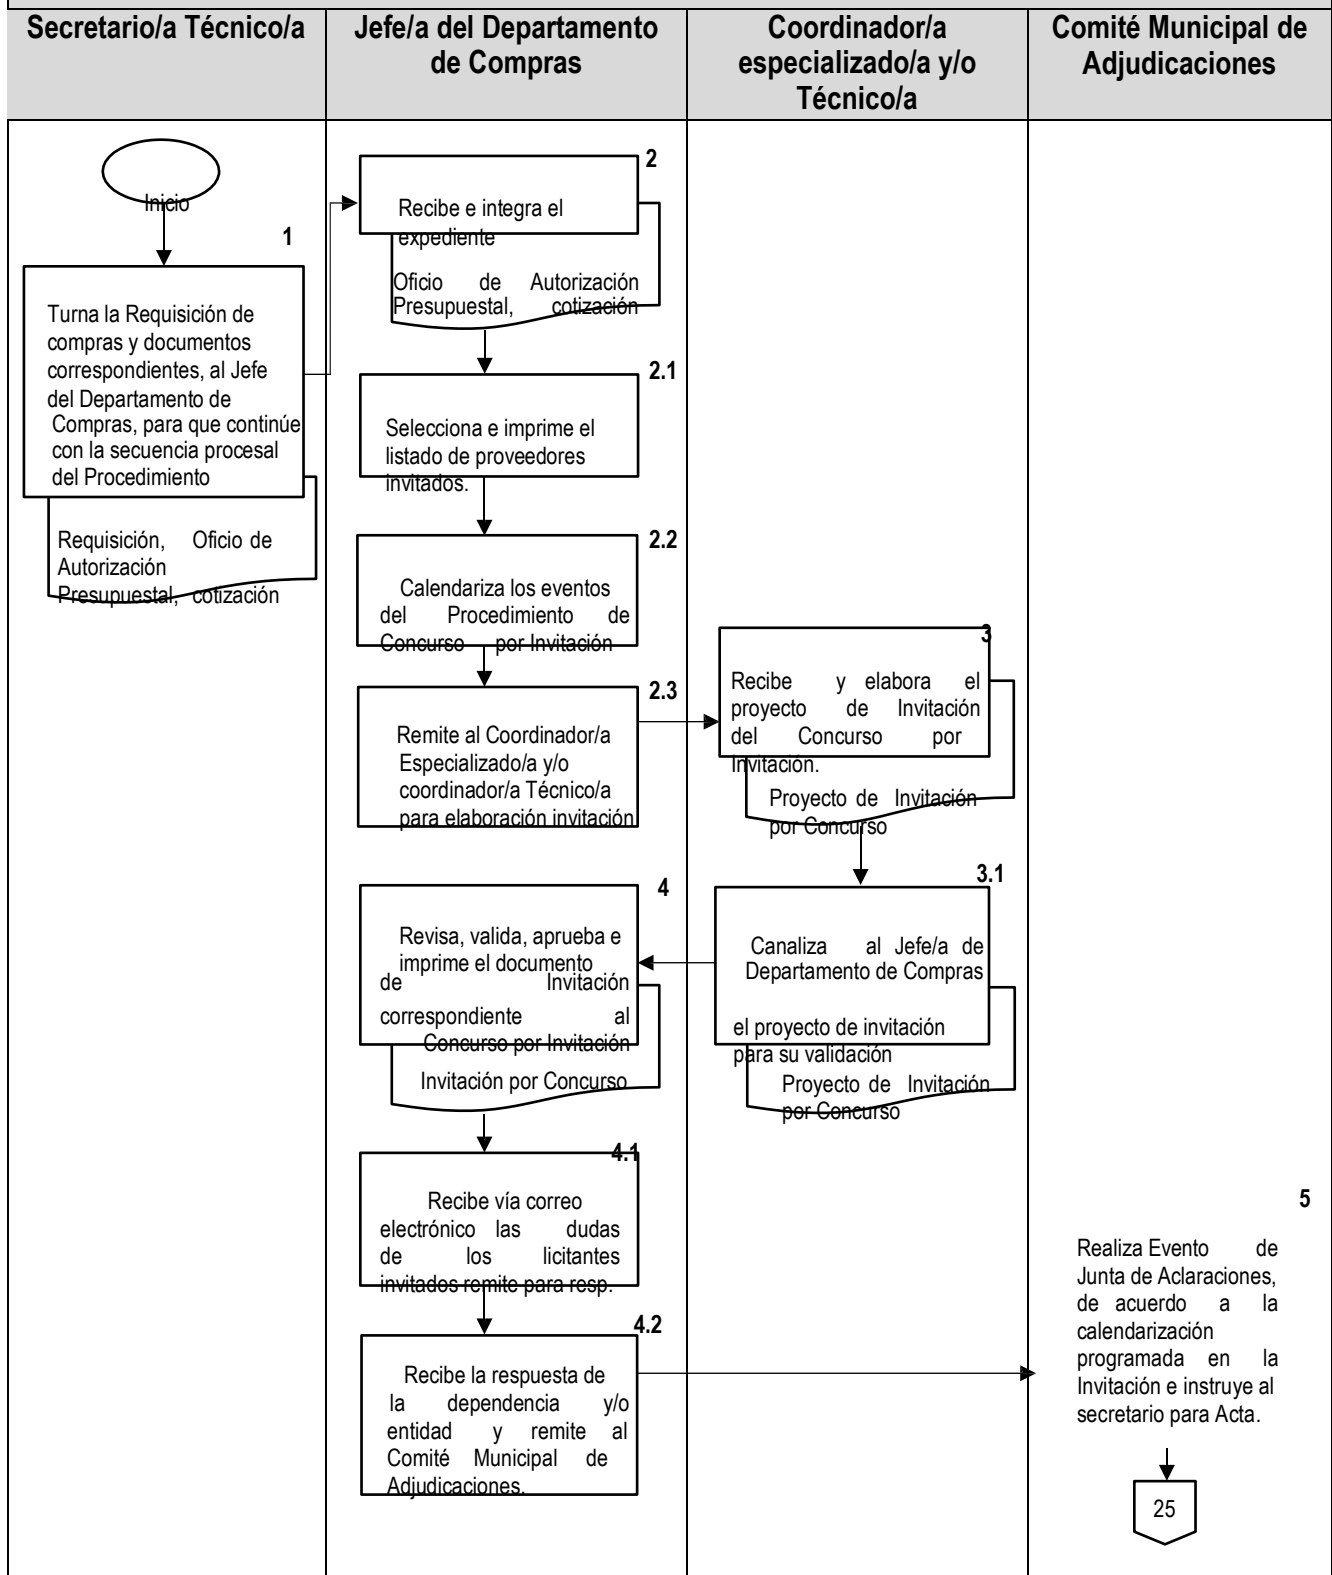 Secretario/a Técnico/a
Jefe/a del Departamento
de Compras
Coordinador/a
especializado/a y/o
Técnico/a
Comité Municipal de
Adjudicaciones
Inicio
1
Turna la Requisición de
compras y documentos
correspondientes, al Jefe
del Departamento de
Compras, para que continúe
con la secuencia procesal
del Procedimiento
Requisición, Oficio de
Autorización
Presupuestal, cotización
2
Recibe e integra el
expediente
Oficio de Autorización
Presupuestal, cotización
2.1
Selecciona e imprime el
listado de proveedores
invitados.
2.2
Calendariza los eventos
del Procedimiento de
Concurso por Invitación
2.3
Remite al Coordinador/a
Especializado/a y/o
coordinador/a Técnico/a
para elaboración invitación
3
Recibe y elabora el
proyecto de Invitación
del Concurso por
Invitación.
Proyecto de Invitación
por Concurso
3.1
Canaliza al Jefe/a de
Departamento de Compras
el proyecto de invitación
para su validación
Proyecto de Invitación
por Concurso
4
Revisa, valida, aprueba e
imprime el documento
de Invitación
correspondiente al
Concurso por Invitación
Invitación por Concurso
4.1
Recibe vía correo
electrónico las dudas
de los licitantes
invitados remite para resp.
4.2
Recibe la respuesta de
la dependencia y/o
entidad y remite al
Comité Municipal de
Adjudicaciones.
5
Realiza Evento de
Junta de Aclaraciones,
de acuerdo a la
calendarización
programada en la
Invitación e instruye al
secretario para Acta.
25